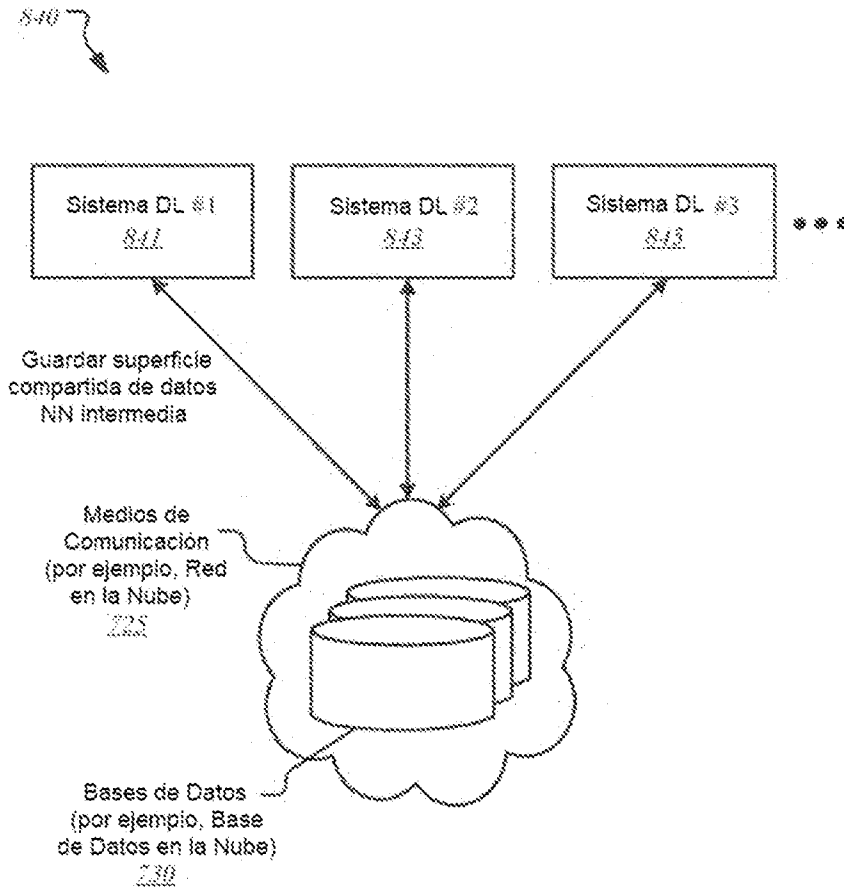 840
Sistema DL #1
841
Sistema DL #2
843
Sistema DL #3
845
Guardar superficie
compartida de datos
NN intermedia
Medios de
Comunicación
(por ejemplo, Red
en la Nube)
725
Bases de Datos
(por ejemplo, Base
de Datos en la Nube)
730